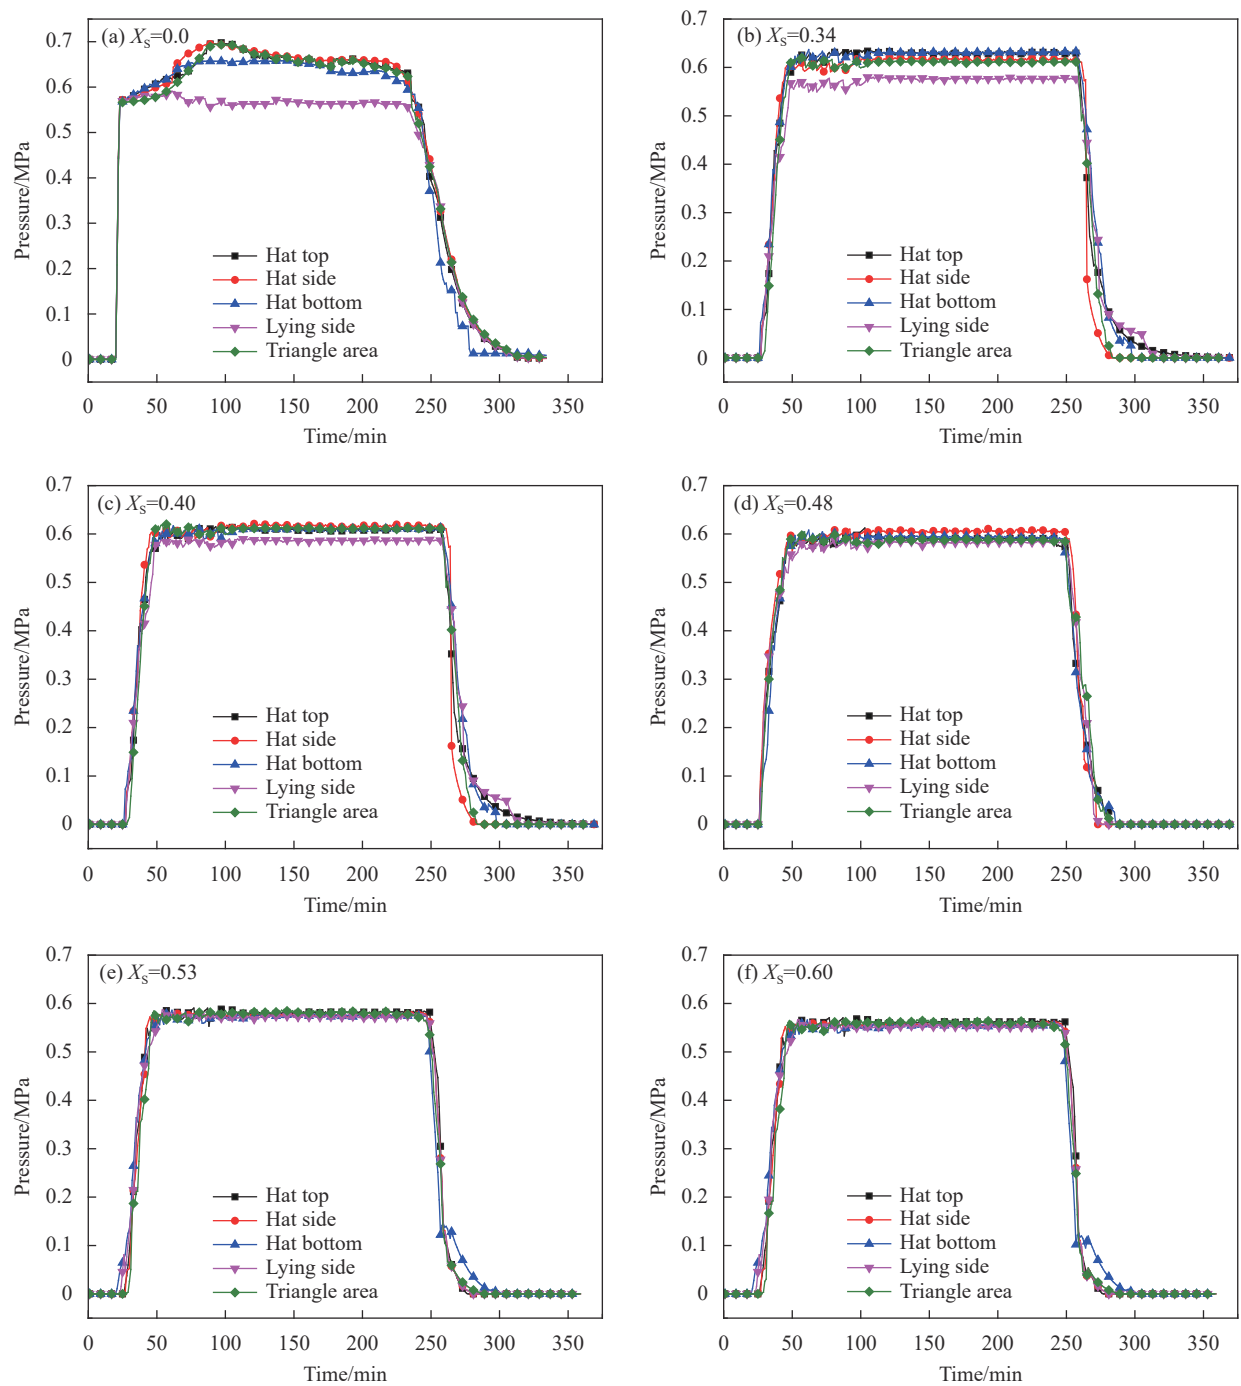 (a) Xs=0.0
Pressure/MPa
0.7
0.6
0.5
0.4
0.3
0.2
0.1
0
Hat top
Hat side
Hat bottom
Lying side
Triangle area
0 50 100 150 200 250 300 350
Time/min
(b) Xs=0.34
Pressure/MPa
0.7
0.6
0.5
0.4
0.3
0.2
0.1
0
Hat top
Hat side
Hat bottom
Lying side
Triangle area
0 50 100 150 200 250 300 350
Time/min
(c) Xs=0.40
Pressure/MPa
0.7
0.6
0.5
0.4
0.3
0.2
0.1
0
Hat top
Hat side
Hat bottom
Lying side
Triangle area
0 50 100 150 200 250 300 350
Time/min
(d) Xs=0.48
Pressure/MPa
0.7
0.6
0.5
0.4
0.3
0.2
0.1
0
Hat top
Hat side
Hat bottom
Lying side
Triangle area
0 50 100 150 200 250 300 350
Time/min
(e) Xs=0.53
Pressure/MPa
0.7
0.6
0.5
0.4
0.3
0.2
0.1
0
Hat top
Hat side
Hat bottom
Lying side
Triangle area
0 50 100 150 200 250 300 350
Time/min
(f) Xs=0.60
Pressure/MPa
0.7
0.6
0.5
0.4
0.3
0.2
0.1
0
Hat top
Hat side
Hat bottom
Lying side
Triangle area
0 50 100 150 200 250 300 350
Time/min